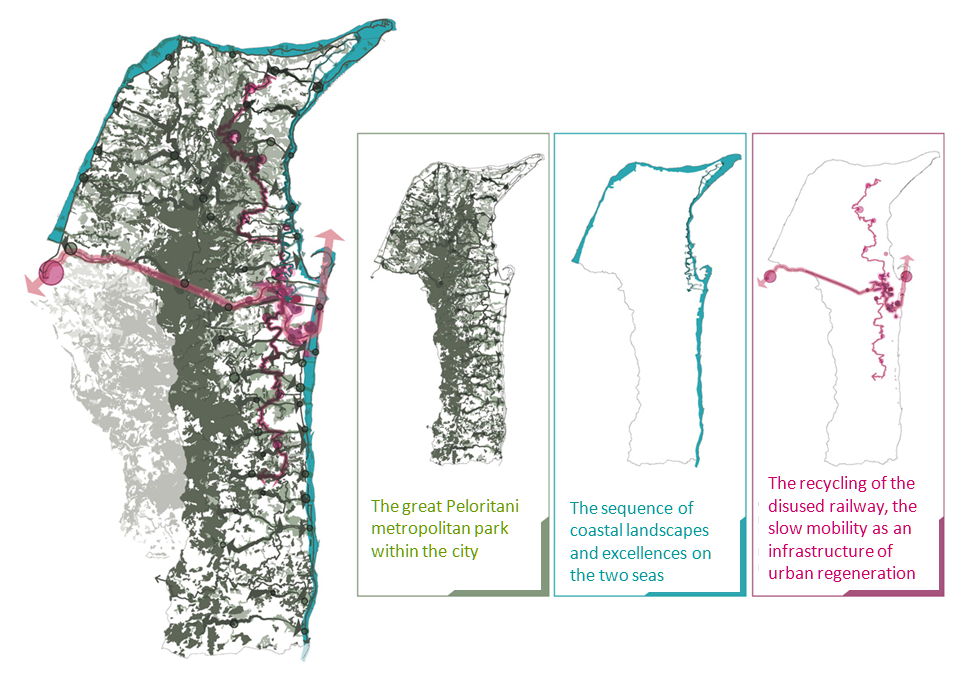 The great Peloritani
metropolitan park
within the city
The sequence of
coastal landscapes
and excellences on
the two seas
The recycling of the
disused railway, the
slow mobility as an
infrastructure of
urban regeneration